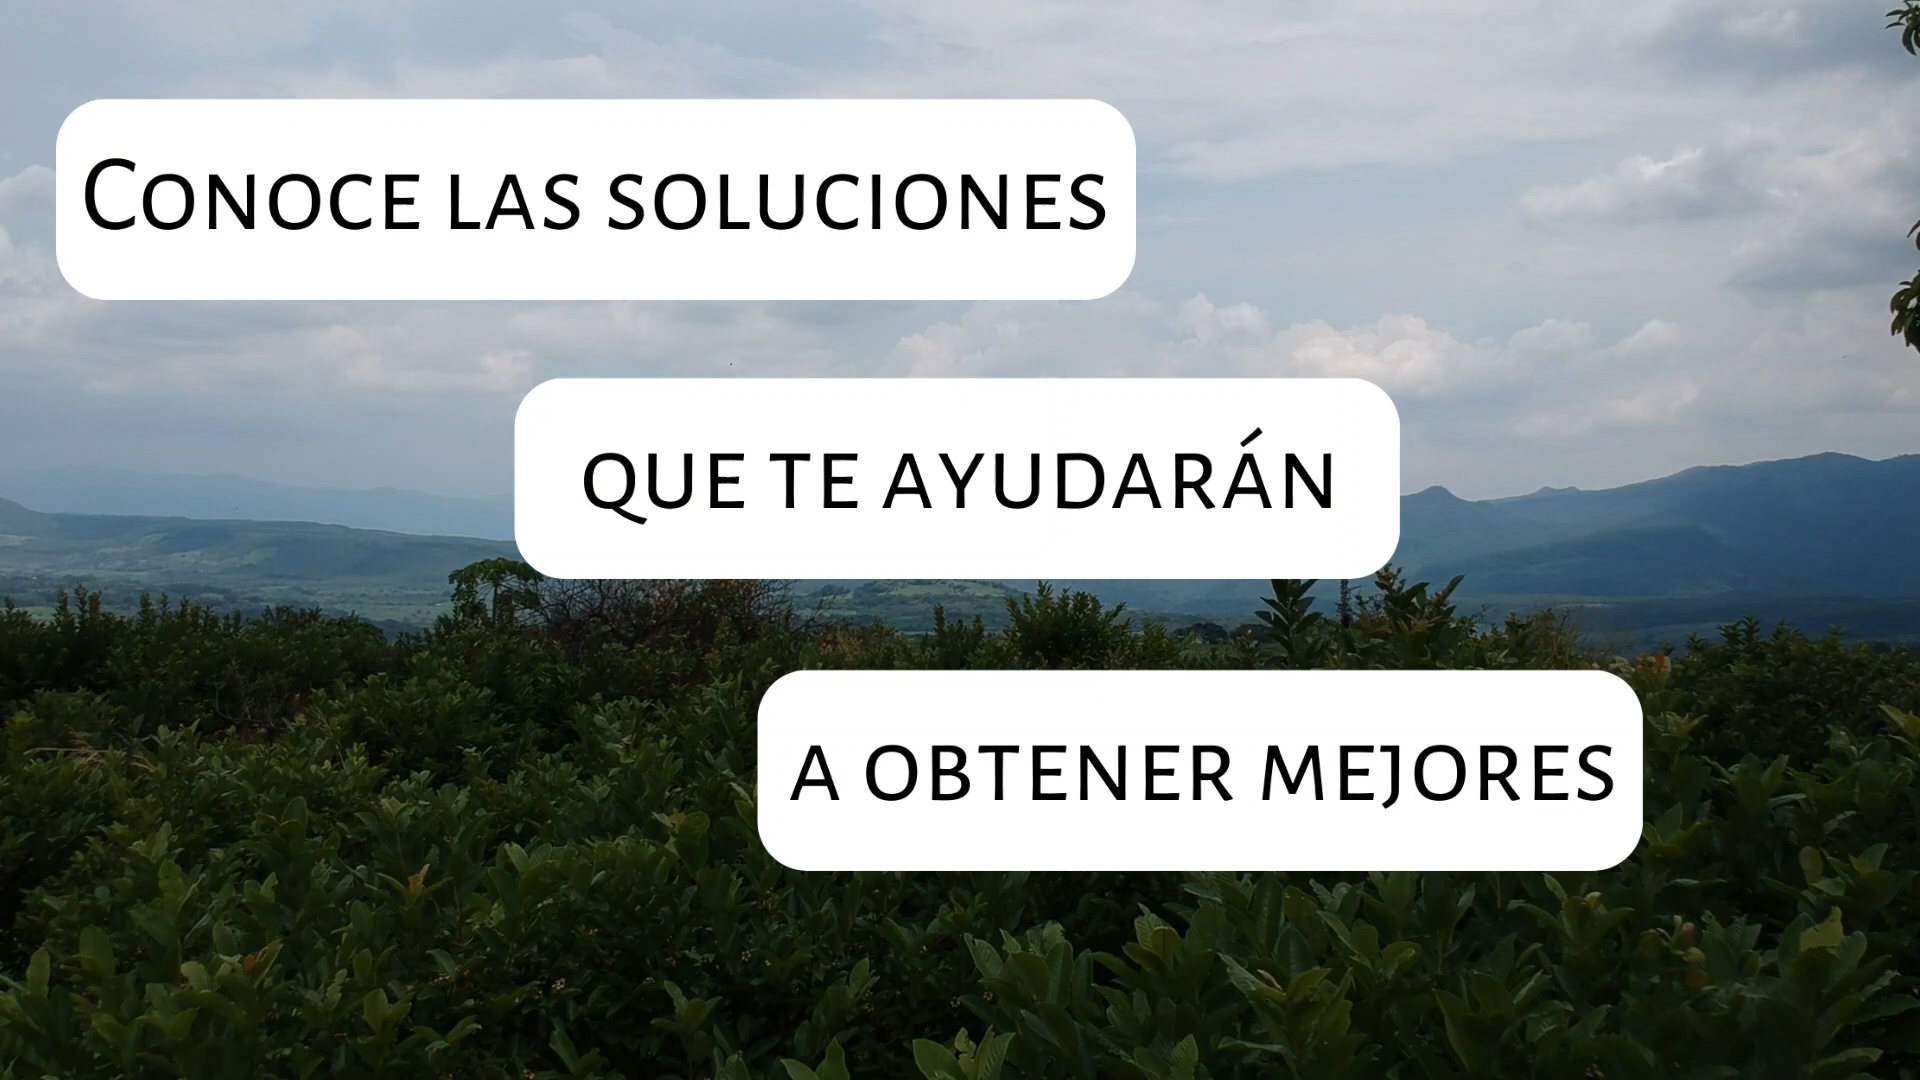 Conoce las soluciones
que te ayudarán
a obtener mejores